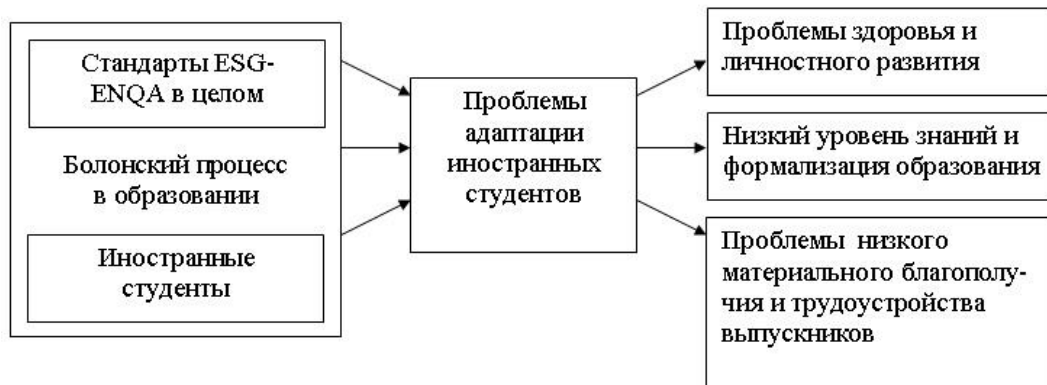 Стандарты ESG-
ENQA в целом
Болонский процесс
в образовании
Иностранные
студенты
Проблемы
адаптации
иностранных
студентов
Проблемы здоровья и
личностного развития
Низкий уровень знаний и
формализация образования
Проблемы низкого
материального благополу-
чия и трудоустройства
выпускников